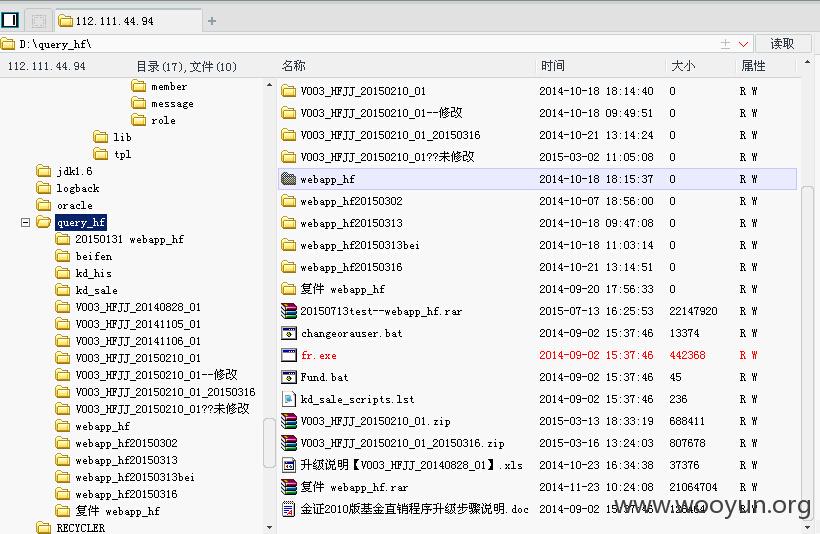 112.111.44.94
D:\query_hf\ 读取
112.111.44.94 目录(17),文件(10)
member
message
role
lib
tpl
jdk1.6
logback
oracle
query_hf
20150131 webapp_hf
beifen
kd_his
kd_sale
V003_HFJJ_20140828_01
V003_HFJJ_20141105_01
V003_HFJJ_20141106_01
V003_HFJJ_20150210_01
V003_HFJJ_20150210_01--修改
V003_HFJJ_20150210_01_20150316
V003_HFJJ_20150210_01??未修改
webapp_hf
webapp_hf20150302
webapp_hf20150313
webapp_hf20150313bei
webapp_hf20150316
复件 webapp_hf
RECYCLER
名称 时间 大小 属性
V003_HFJJ_20150210_01 2014-10-18 18:14:40 0 R W
V003_HFJJ_20150210_01--修改 2014-10-18 09:49:51 0 R W
V003_HFJJ_20150210_01_20150316 2014-10-21 13:14:24 0 R W
V003_HFJJ_20150210_01??未修改 2015-03-02 11:05:08 0 R W
webapp_hf 2014-10-18 18:15:37 0 R W
webapp_hf20150302 2014-10-07 18:56:00 0 R W
webapp_hf20150313 2014-10-18 09:47:08 0 R W
webapp_hf20150313bei 2014-10-18 11:03:14 0 R W
webapp_hf20150316 2014-10-21 13:14:51 0 R W
复件 webapp_hf 2014-09-20 17:56:33 0 R W
20150713test--webapp_hf.rar 2015-07-13 16:25:53 22147920 R W
changeorauser.bat 2014-09-02 15:37:46 13374 R W
fr.exe 2014-09-02 15:37:46 442368 R W
Fund.bat 2014-09-02 15:37:46 45 R W
kd_sale_scripts.lst 2014-09-02 15:37:46 236 R W
V003_HFJJ_20150210_01.zip 2015-03-13 18:33:19 688411 R W
V003_HFJJ_20150210_01_20150316.zip 2015-03-16 13:24:03 807678 R W
升级说明【V003_HFJJ_20140828_01】.xls 2014-10-23 16:34:38 37376 R W
复件 webapp_hf.rar 2014-11-23 10:24:08 21064704 R W
金证2010版基金直销程序升级步骤说明.doc 2014-09-02 15:37:46 R W
www.wooyun.org